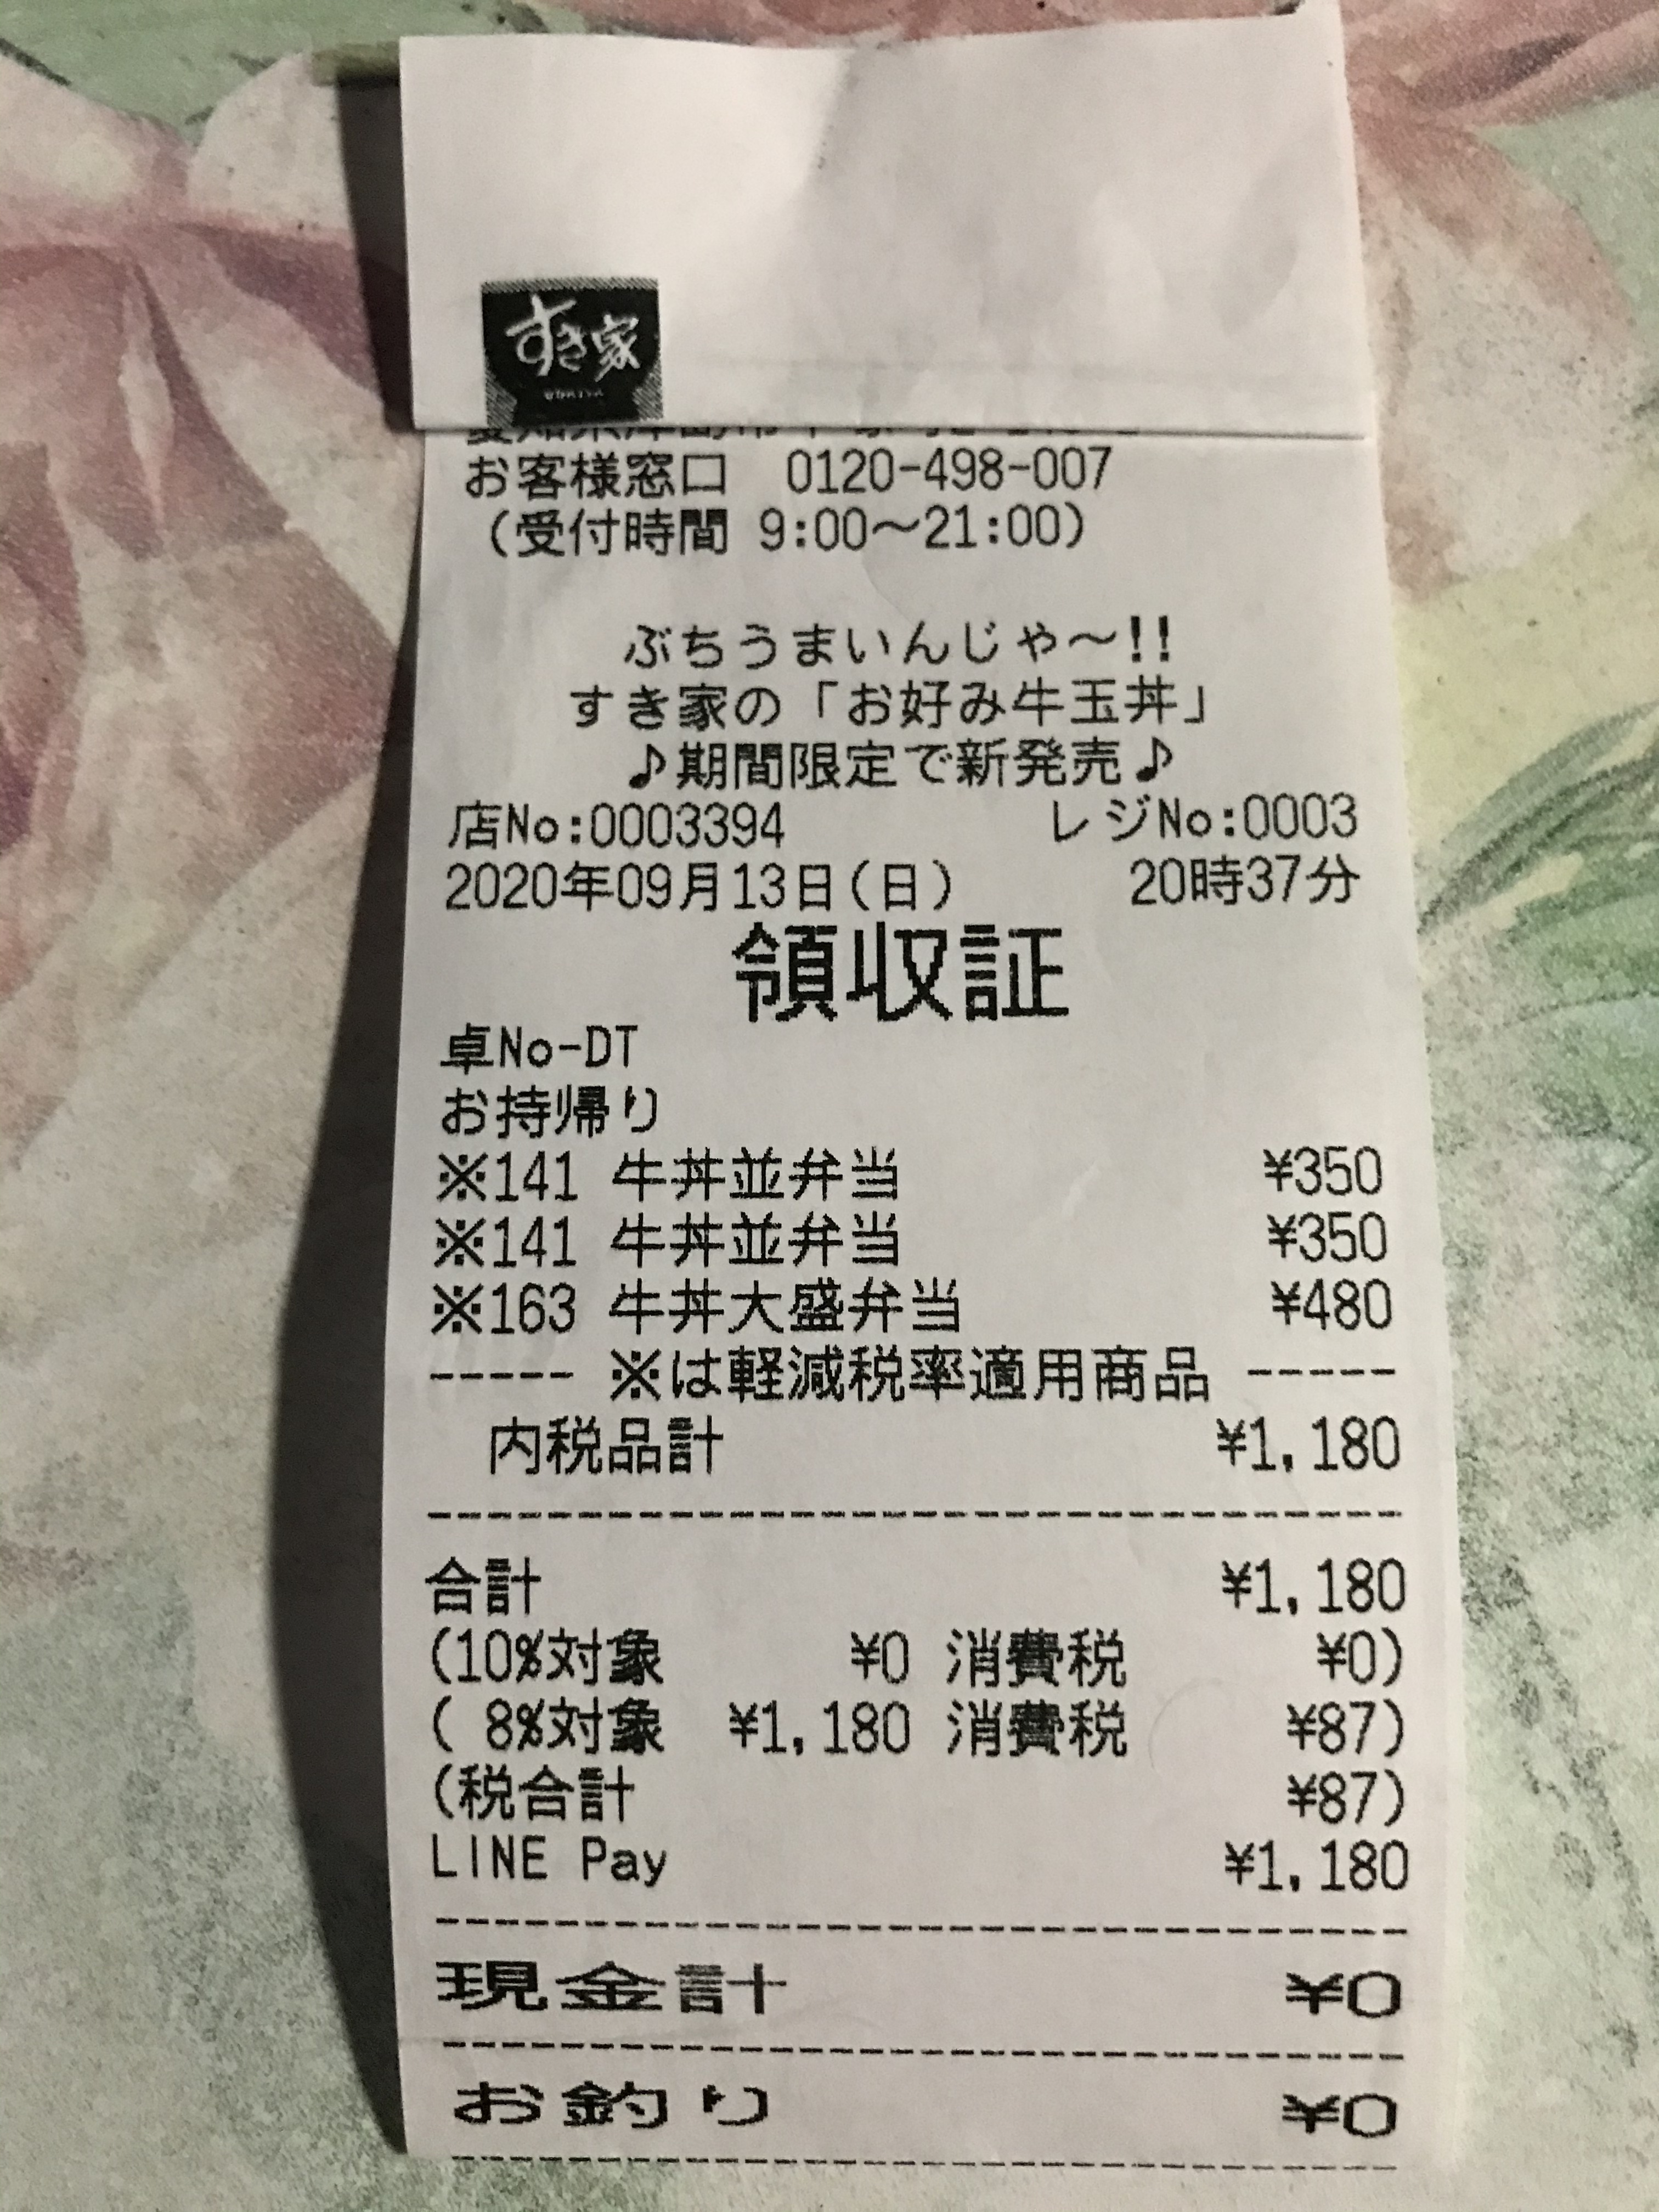 すき家
お客様窓口 0120-498-007
(受付時間 9:00〜21:00)
ぶちうまいんじゃ〜!!
すき家の「お好み牛玉丼」
♪期間限定で新発売♪
店No:0003394 レジNo:0003
2020年09月13日(日) 20時37分
領収証
卓No-DT
お持帰り
※141 牛丼並弁当 ¥350
※141 牛丼並弁当 ¥350
※163 牛丼大盛弁当 ¥480
----- ※は軽減税率適用商品 -----
内税品計 ¥1,180
合計 ¥1,180
(10%対象 ¥0 消費税 ¥0)
( 8%対象 ¥1,180 消費税 ¥87)
(税合計 ¥87)
LINE Pay ¥1,180
現金計 ¥0
お釣り ¥0